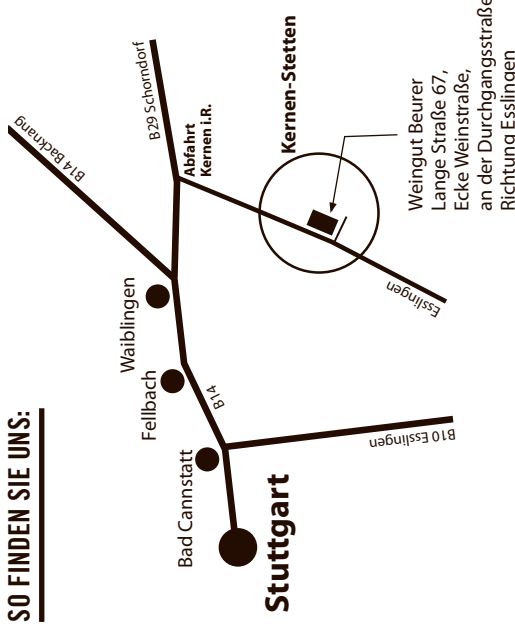 SO FINDEN SIE UNS:
B14 Backnang
B29 Schorndorf
Waiblingen
Abfahrt
Kernen i.R.
Fellbach
B14
Bad Cannstatt
Kernen-Stetten
Stuttgart
Esslingen
B10 Esslingen
Weingut Beurer
Lange Straße 67,
Ecke Weinstraße,
an der Durchgangsstraße
Richtung Esslingen